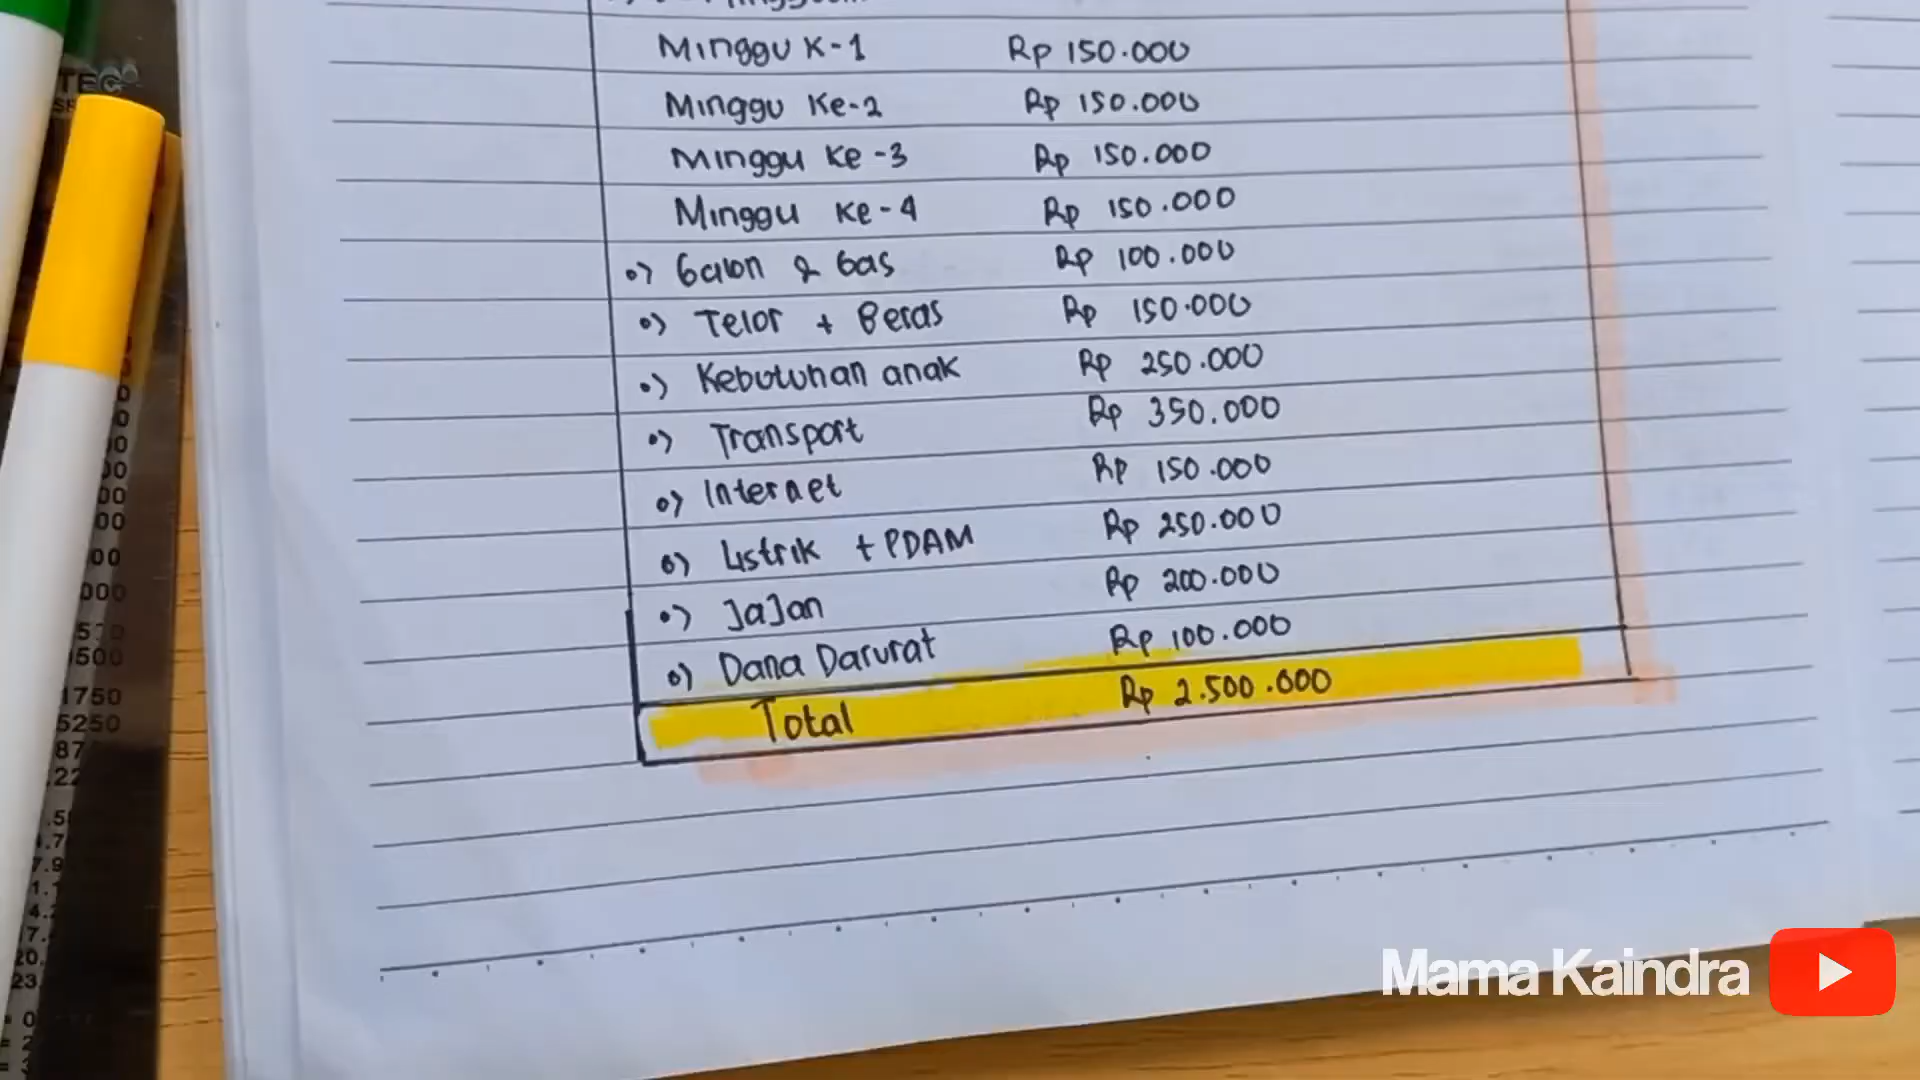 Minggu K-1 Rp 150.000
Minggu Ke-2 Rp 150.000
Minggu Ke-3 Rp 150.000
Minggu Ke-4 Rp 150.000
Galon & Gas Rp 100.000
Telor + Beras Rp 150.000
Kebutuhan anak Rp 250.000
Transport Rp 350.000
Internet Rp 150.000
Listrik + PDAM Rp 250.000
Jajan Rp 200.000
Dana Darurat Rp 100.000
Total Rp 2.500.000
Mama Kaindra